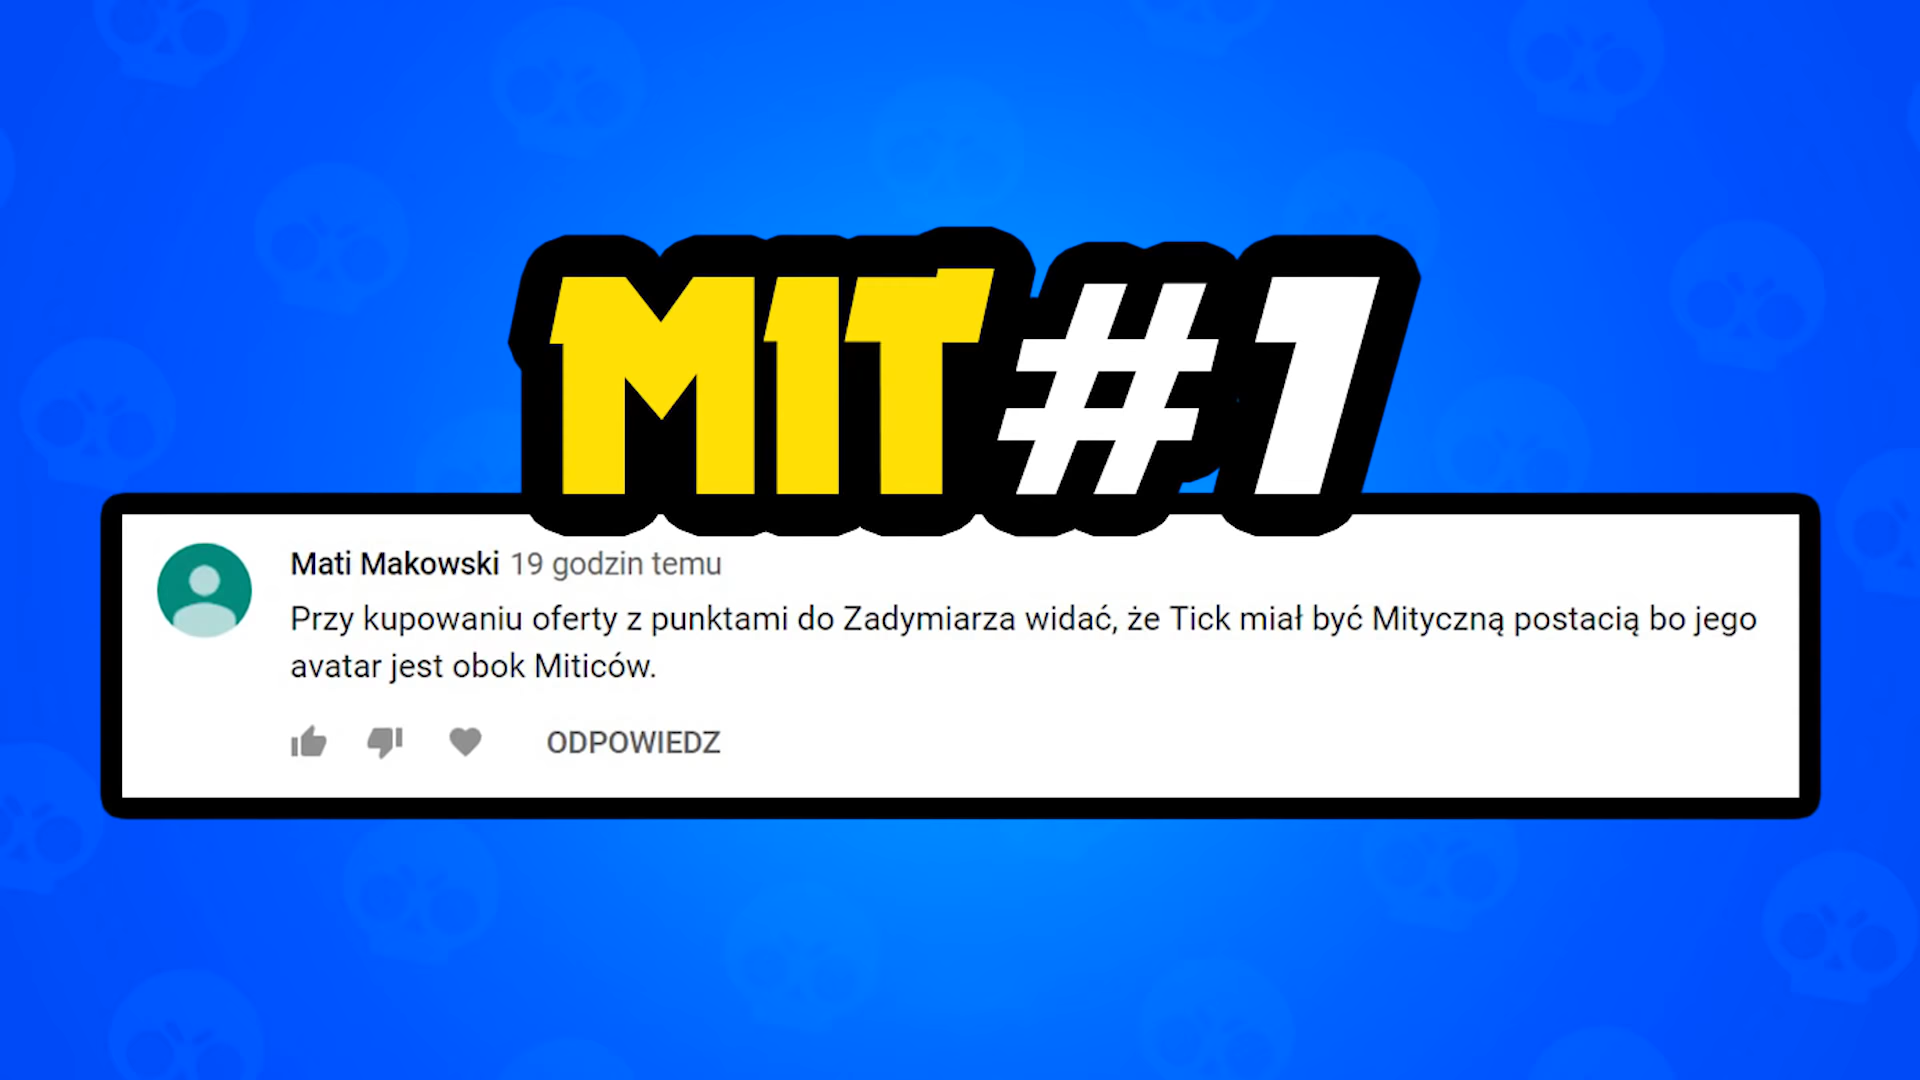 MIT #1
Mati Makowski 19 godzin temu
Przy kupowaniu oferty z punktami do Zadymiarza widać, że Tick miał być Mityczną postacią bo jego
avatar jest obok Miticów.
ODPOWIEDZ